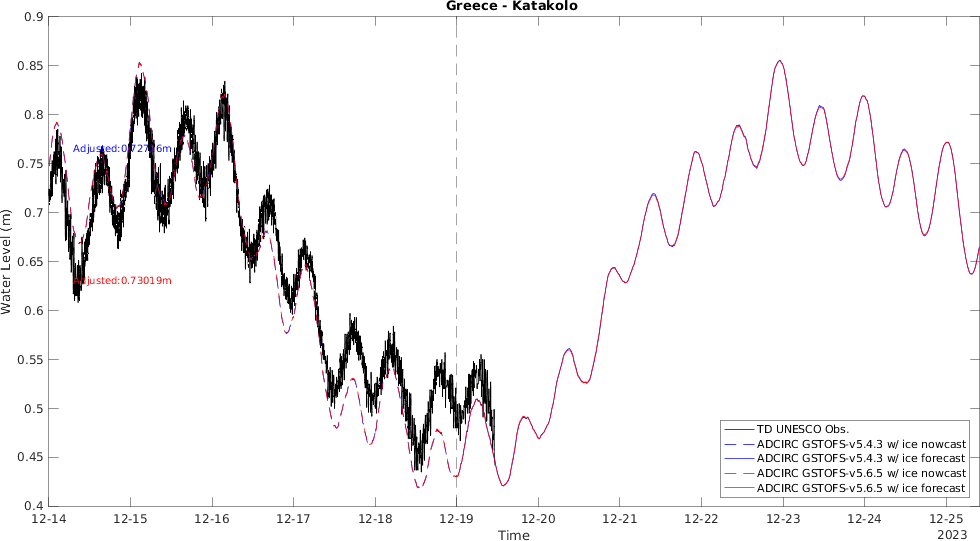 Greece - Katakolo
0.9
0.85
0.8
0.75
0.7
0.65
0.6
0.55
0.5
0.45
0.4
Water Level (m)
Adjusted:0.72776m
Adjusted:0.73019m
TD UNESCO Obs.
ADCIRC GSTOFS-v5.4.3 w/ ice nowcast
ADCIRC GSTOFS-v5.4.3 w/ ice forecast
ADCIRC GSTOFS-v5.6.5 w/ ice nowcast
ADCIRC GSTOFS-v5.6.5 w/ ice forecast
12-14 12-15 12-16 12-17 12-18 12-19 12-20 12-21 12-22 12-23 12-24 12-25
Time
2023